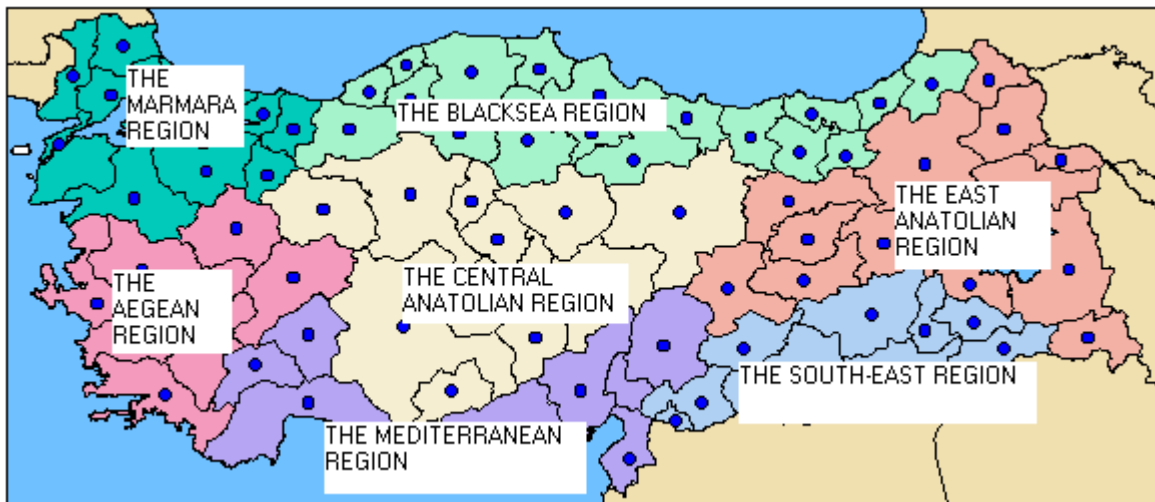 THE
MARMARA
REGION
THE BLACKSEA REGION
THE EAST
ANATOLIAN
REGION
THE
AEGEAN
REGION
THE CENTRAL
ANATOLIAN REGION
THE SOUTH-EAST REGION
THE MEDITERRANEAN
REGION